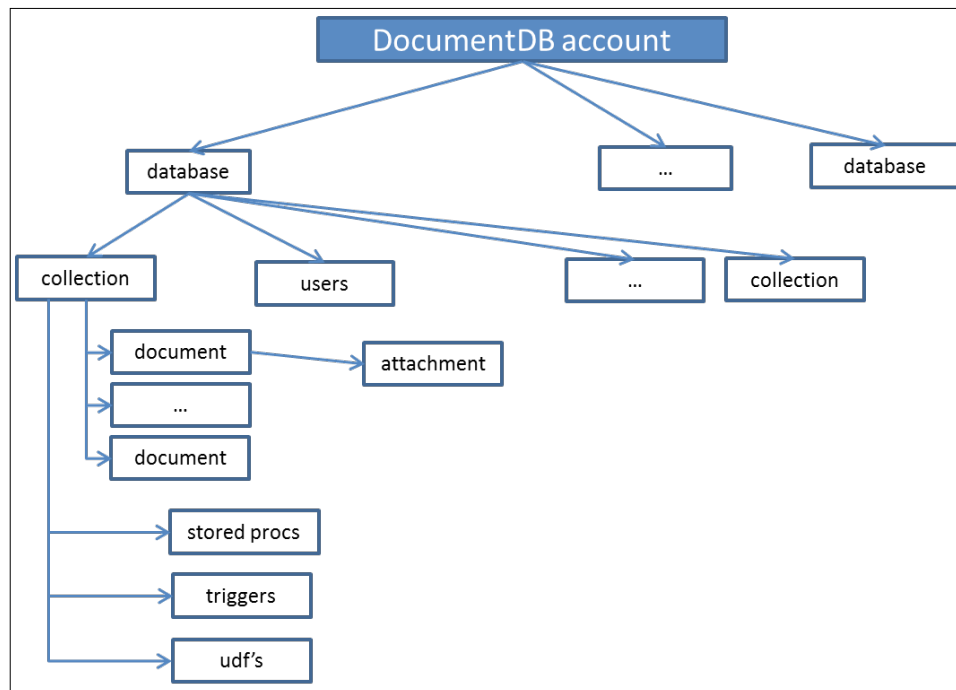 DocumentDB account
database
...
database
collection
users
...
collection
document
attachment
...
document
stored procs
triggers
udf’s